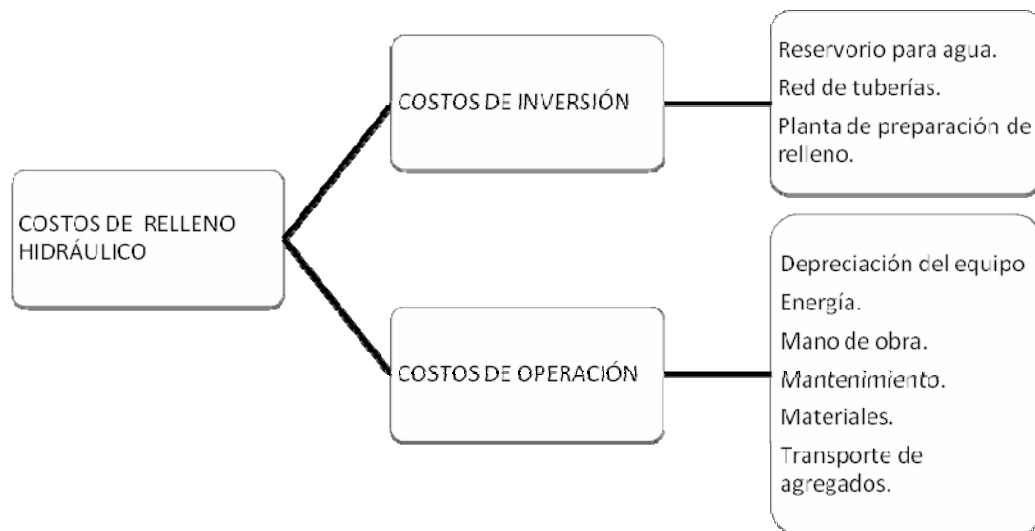 COSTOS DE RELLENO
HIDRÁULICO
COSTOS DE INVERSIÓN
Reservorio para agua.
Red de tuberías.
Planta de preparación de
relleno.
COSTOS DE OPERACIÓN
Depreciación del equipo
Energía.
Mano de obra.
Mantenimiento.
Materiales.
Transporte de
agregados.